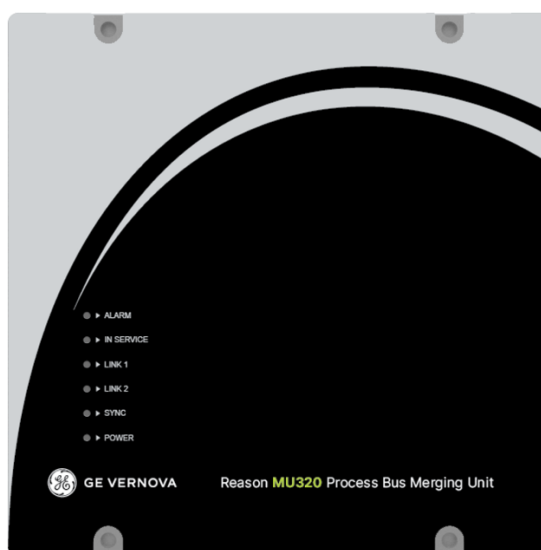 ALARM
IN SERVICE
LINK 1
LINK 2
SYNC
POWER
GE VERNOVA Reason MU320 Process Bus Merging Unit